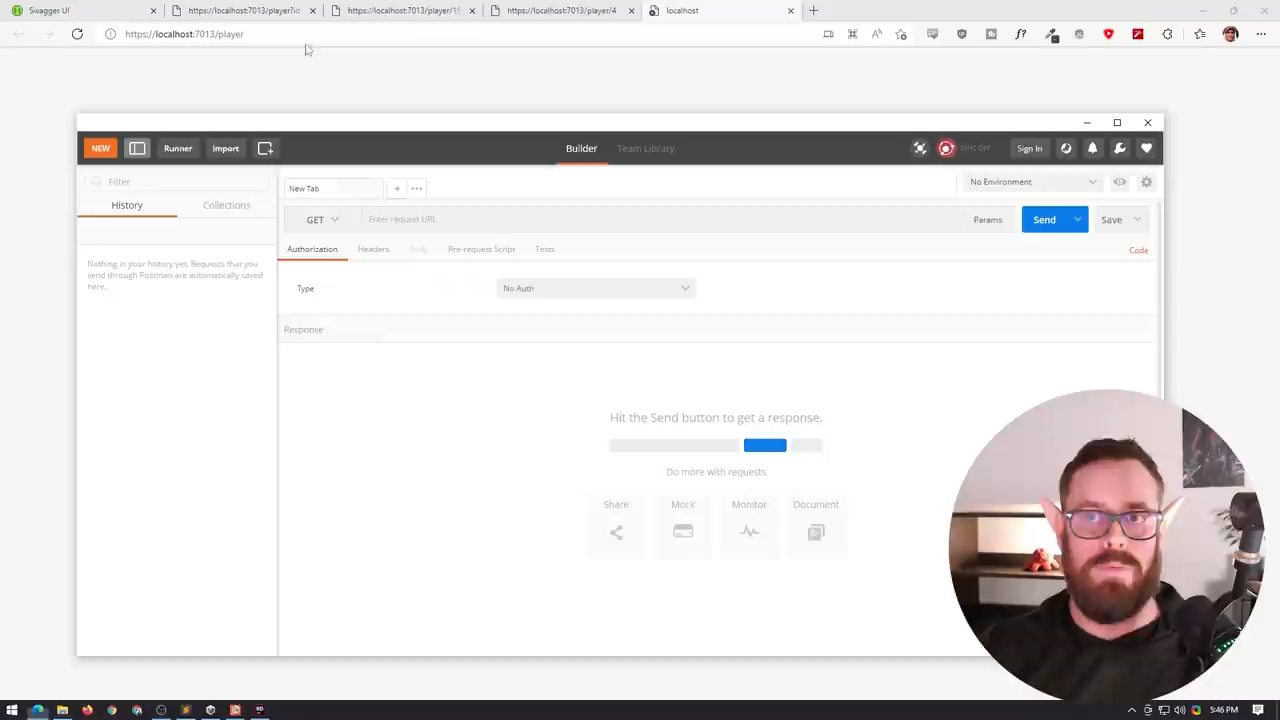 Swagger UI
https://localhost:7013/player?id
https://localhost:7013/player/15
https://localhost:7013/player/4
localhost
https://localhost:7013/player
NEW
Runner
Import
Builder
Team Library
SYNC OFF
Sign In
Filter
History
Collections
Nothing in your history yet. Requests that you
send through Postman are automatically saved
here.
New Tab
No Environment
GET
Enter request URL
Params
Send
Save
Authorization
Headers
Body
Pre-request Script
Tests
Code
Type
No Auth
Response
Hit the Send button to get a response.
Do more with requests
Share
Mock
Monitor
Document
5:46 PM